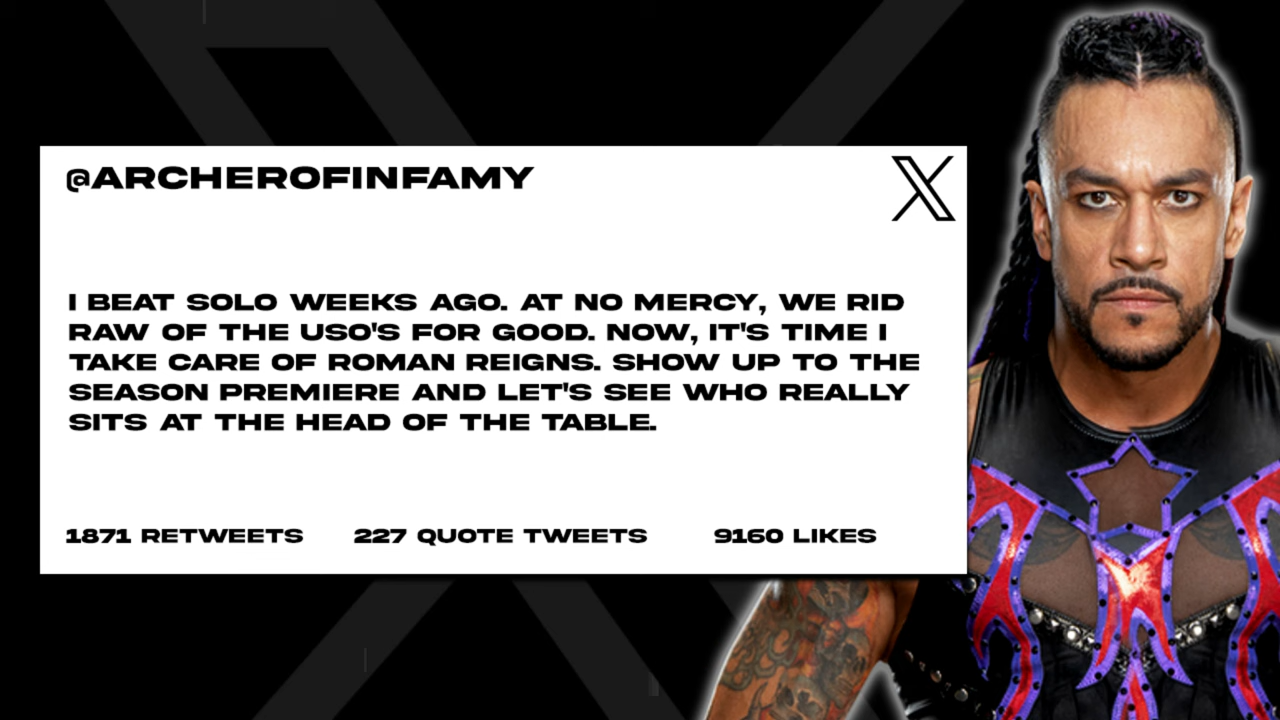 @ARCHEROFINFAMY
I BEAT SOLO WEEKS AGO. AT NO MERCY, WE RID
RAW OF THE USO'S FOR GOOD. NOW, IT'S TIME I
TAKE CARE OF ROMAN REIGNS. SHOW UP TO THE
SEASON PREMIERE AND LET'S SEE WHO REALLY
SITS AT THE HEAD OF THE TABLE.
1871 RETWEETS 227 QUOTE TWEETS 9160 LIKES